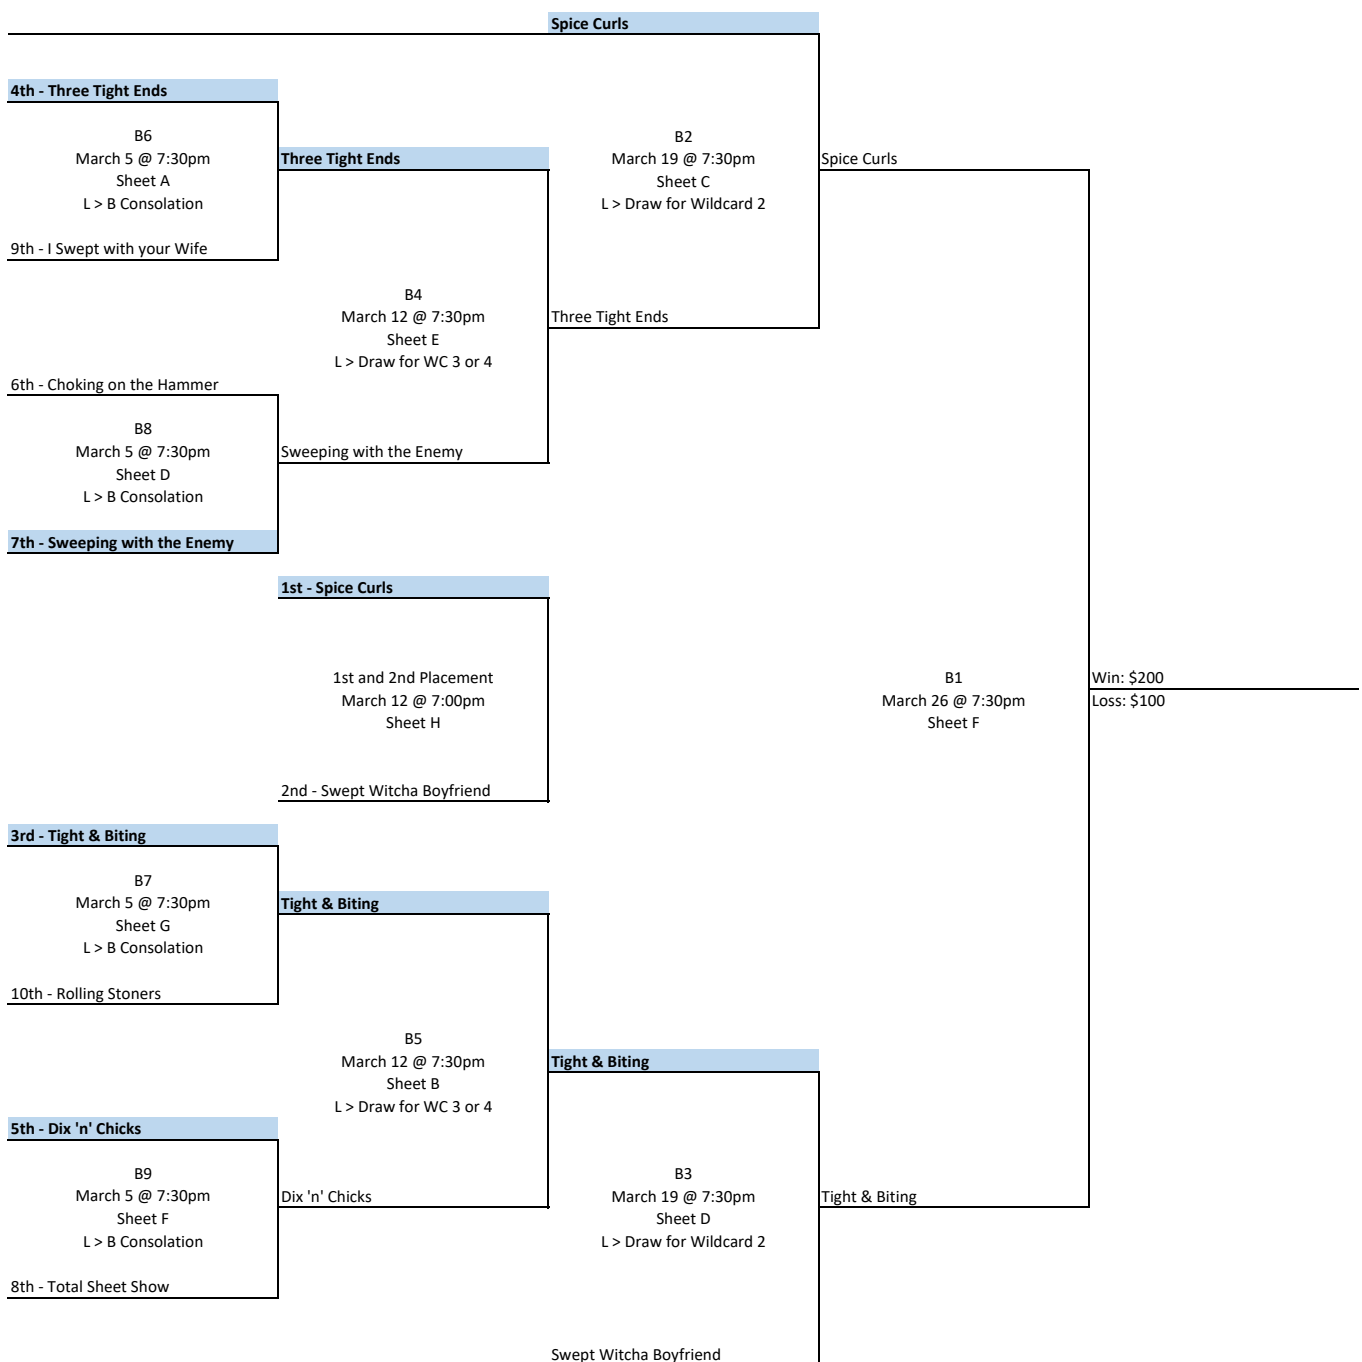 Spice Curls
4th - Three Tight Ends
B6
March 5 @ 7:30pm
Sheet A
L > B Consolation
9th - I Swept with your Wife
Three Tight Ends
B2
March 19 @ 7:30pm
Sheet C
L > Draw for Wildcard 2
Spice Curls
B4
March 12 @ 7:30pm
Sheet E
L > Draw for WC 3 or 4
Three Tight Ends
6th - Choking on the Hammer
B8
March 5 @ 7:30pm
Sheet D
L > B Consolation
7th - Sweeping with the Enemy
Sweeping with the Enemy
1st - Spice Curls
1st and 2nd Placement
March 12 @ 7:00pm
Sheet H
2nd - Swept Witcha Boyfriend
B1
March 26 @ 7:30pm
Sheet F
Win: $200
Loss: $100
3rd - Tight & Biting
B7
March 5 @ 7:30pm
Sheet G
L > B Consolation
10th - Rolling Stoners
Tight & Biting
B5
March 12 @ 7:30pm
Sheet B
L > Draw for WC 3 or 4
Tight & Biting
5th - Dix 'n' Chicks
B9
March 5 @ 7:30pm
Sheet F
L > B Consolation
8th - Total Sheet Show
Dix 'n' Chicks
B3
March 19 @ 7:30pm
Sheet D
L > Draw for Wildcard 2
Tight & Biting
Swept Witcha Boyfriend